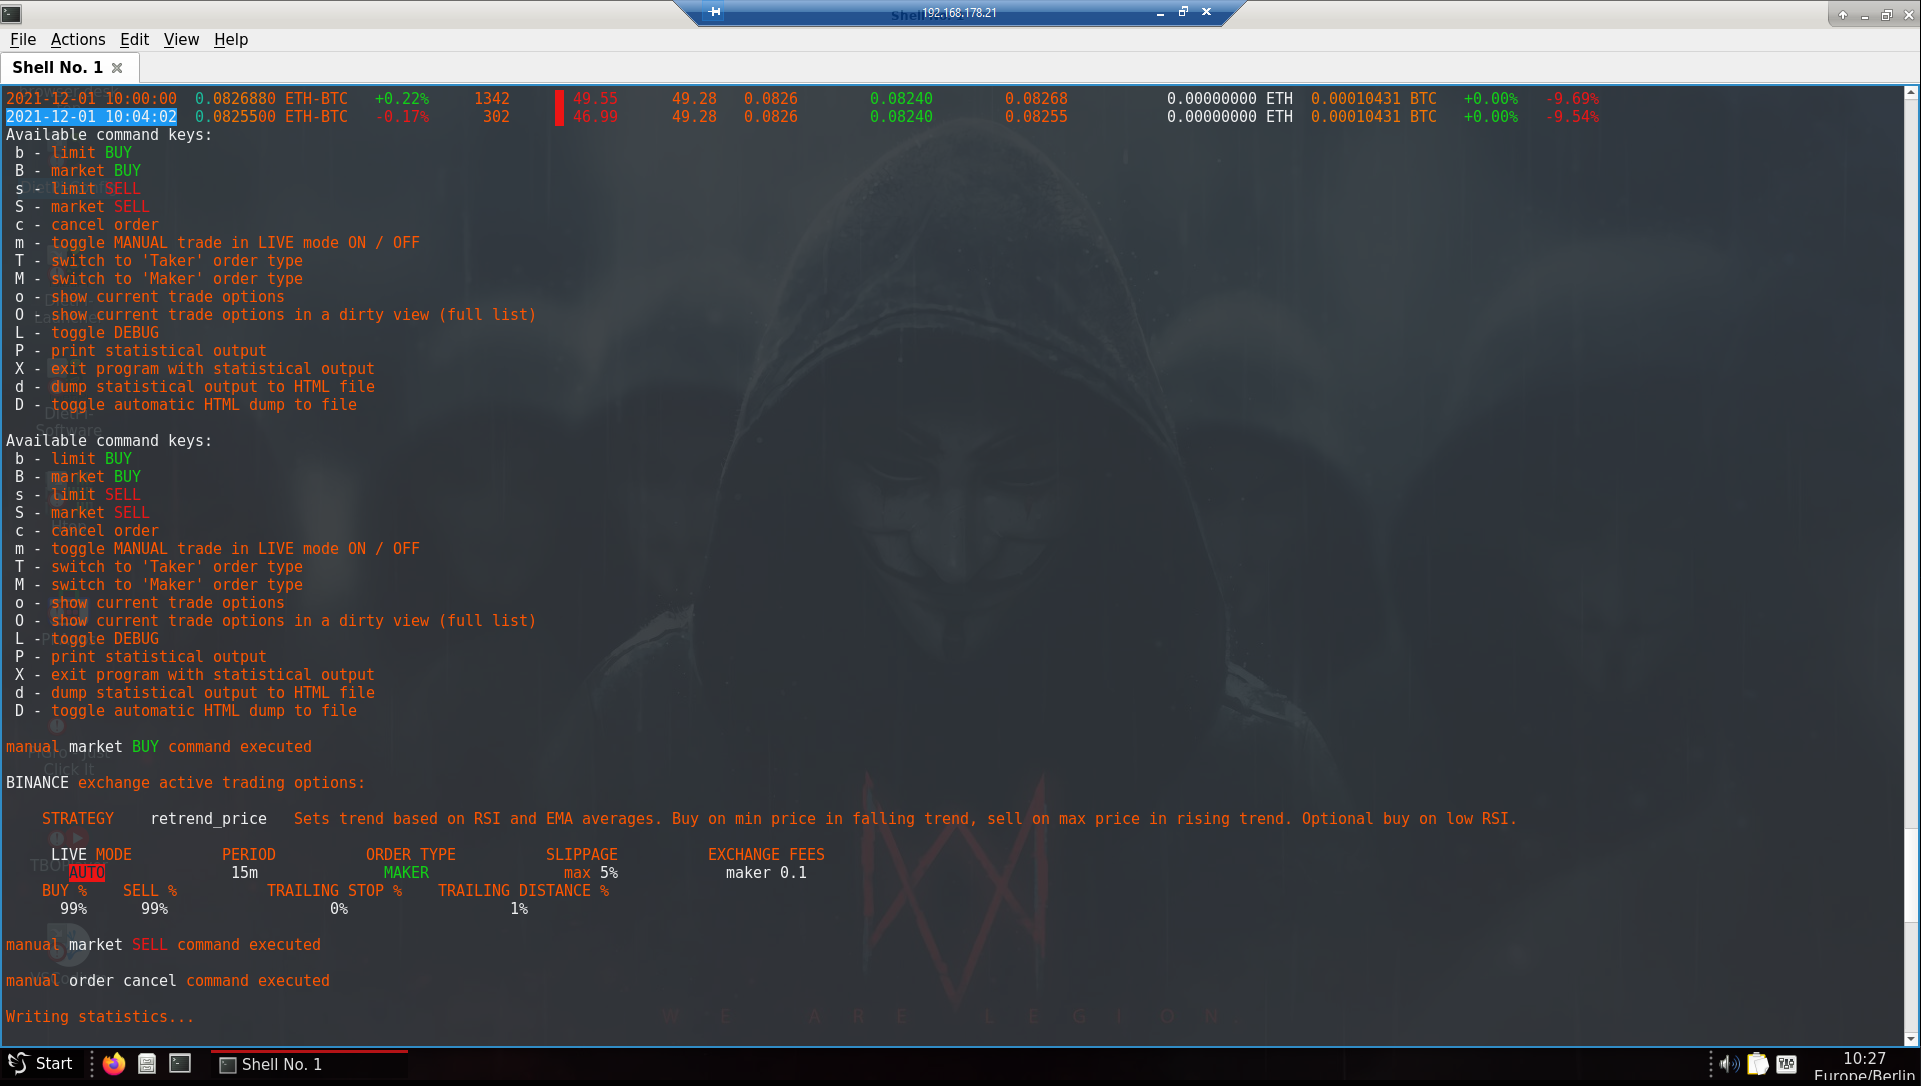 192.168.178.21
Shell No. 1
File Actions Edit View Help
Shell No. 1
2021-12-01 10:00:00 0.0826880 ETH-BTC +0.22% 1342 49.55 49.28 0.0826 0.08240 0.08268 0.00000000 ETH 0.00010431 BTC +0.00% -9.69%
2021-12-01 10:04:02 0.0825500 ETH-BTC -0.17% 302 46.99 49.28 0.0826 0.08240 0.08255 0.00000000 ETH 0.00010431 BTC +0.00% -9.54%
Available command keys:
b - limit BUY
B - market BUY
s - limit SELL
S - market SELL
c - cancel order
m - toggle MANUAL trade in LIVE mode ON / OFF
T - switch to 'Taker' order type
M - switch to 'Maker' order type
o - show current trade options
O - show current trade options in a dirty view (full list)
L - toggle DEBUG
P - print statistical output
X - exit program with statistical output
d - dump statistical output to HTML file
D - toggle automatic HTML dump to file
Available command keys:
b - limit BUY
B - market BUY
s - limit SELL
S - market SELL
c - cancel order
m - toggle MANUAL trade in LIVE mode ON / OFF
T - switch to 'Taker' order type
M - switch to 'Maker' order type
o - show current trade options
O - show current trade options in a dirty view (full list)
L - toggle DEBUG
P - print statistical output
X - exit program with statistical output
d - dump statistical output to HTML file
D - toggle automatic HTML dump to file
manual market BUY command executed
BINANCE exchange active trading options:
STRATEGY retrend_price Sets trend based on RSI and EMA averages. Buy on min price in falling trend, sell on max price in rising trend. Optional buy on low RSI.
LIVE MODE PERIOD ORDER TYPE SLIPPAGE EXCHANGE FEES
AUTO 15m MAKER max 5% maker 0.1
BUY % SELL % TRAILING STOP % TRAILING DISTANCE %
99% 99% 0% 1%
manual market SELL command executed
manual order cancel command executed
Writing statistics...
WE ARE LEGION
Start Shell No. 1 10:27
Europe/Berlin